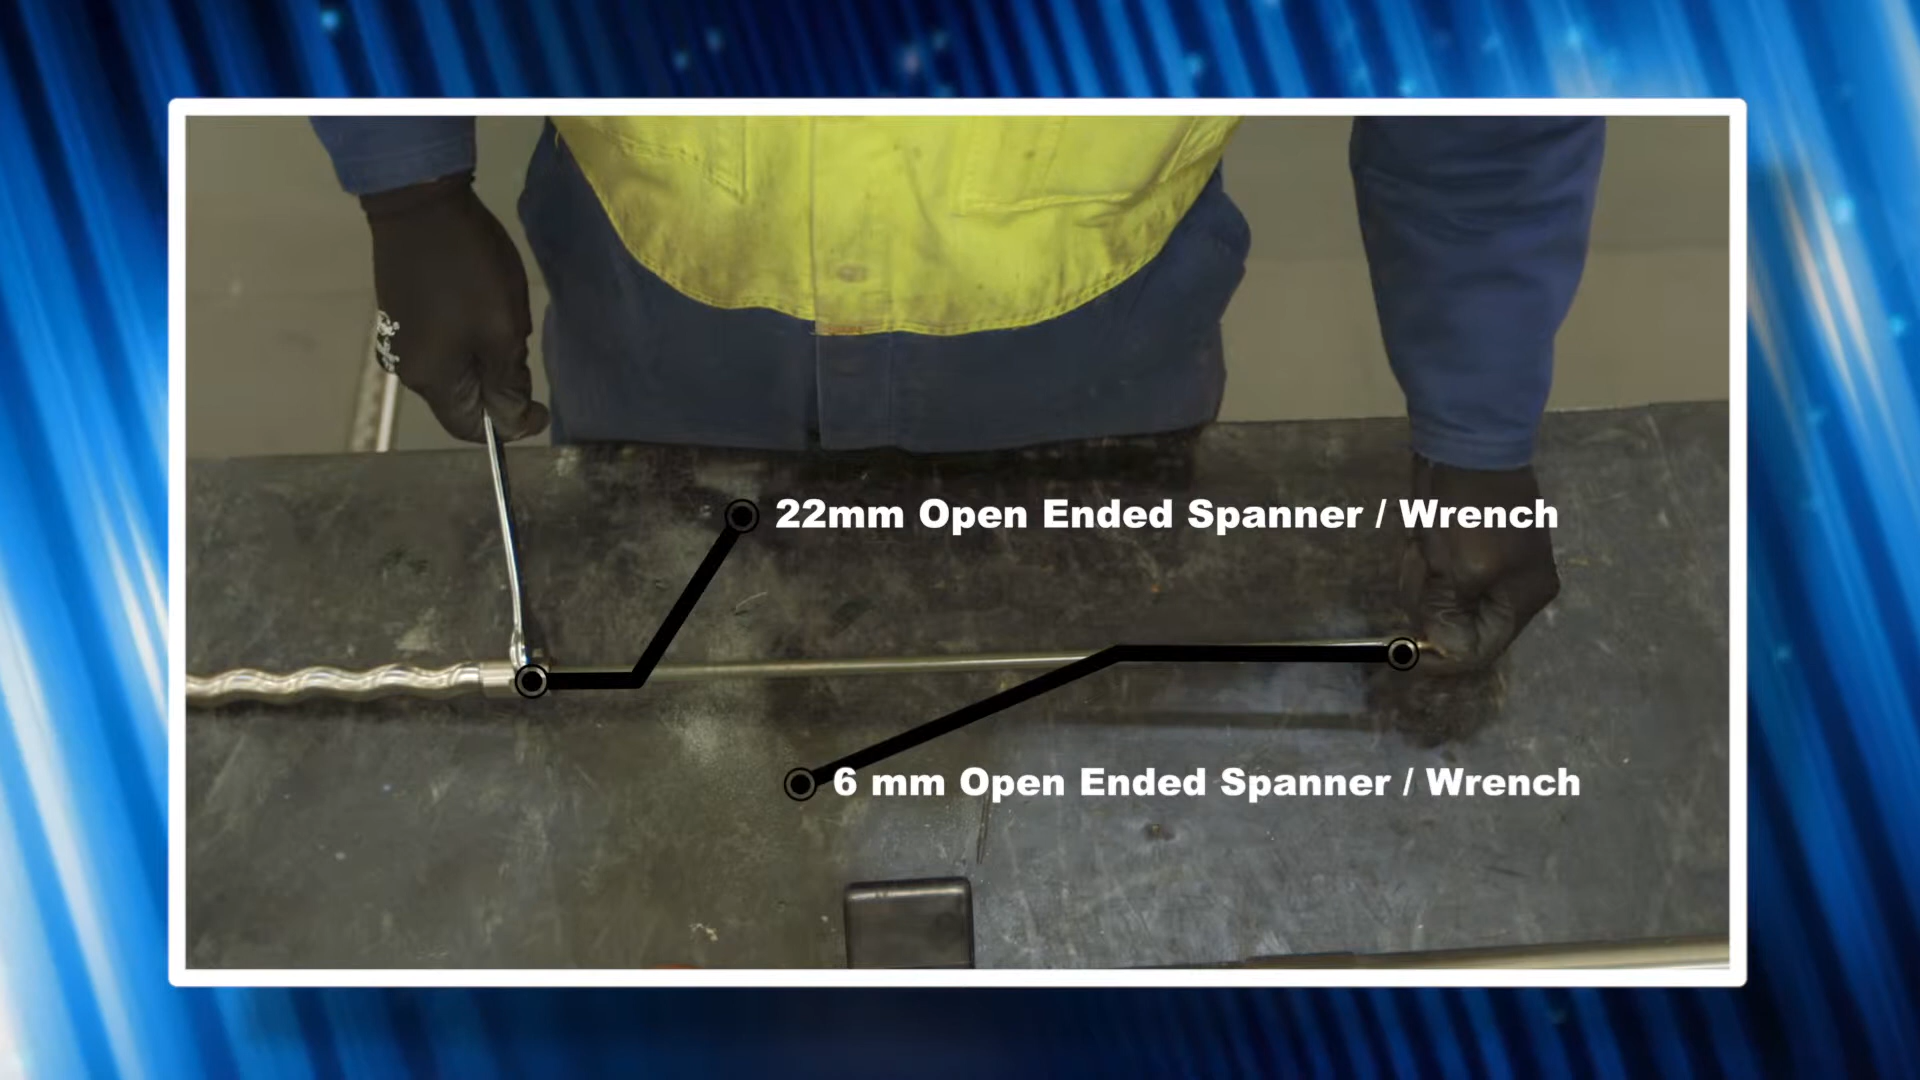 22mm Open Ended Spanner / Wrench
6 mm Open Ended Spanner / Wrench